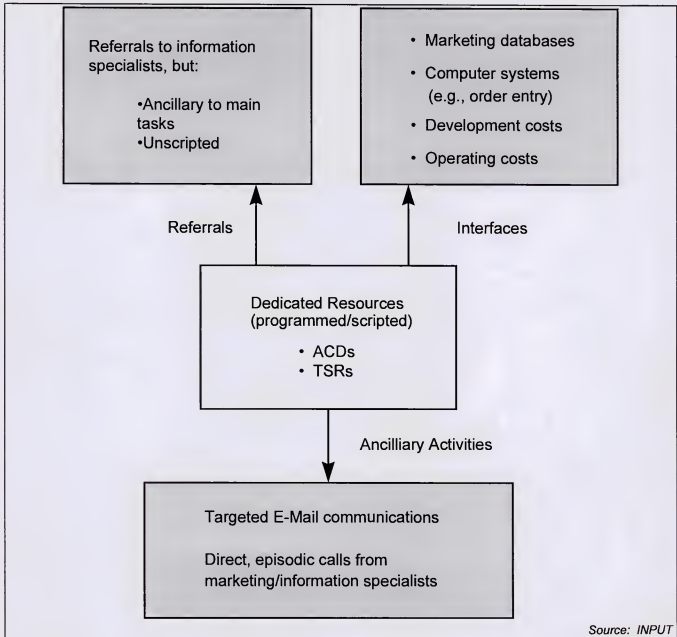 Referrals to information
specialists, but:
•Ancillary to main
tasks
•Unscripted
• Marketing databases
• Computer systems
(e.g., order entry)
• Development costs
• Operating costs
Referrals
Interfaces
Dedicated Resources
(programmed/scripted)
• ACDs
• TSRs
Ancilliary Activities
Targeted E-Mail communications
Direct, episodic calls from
marketing/information specialists
Source: INPUT